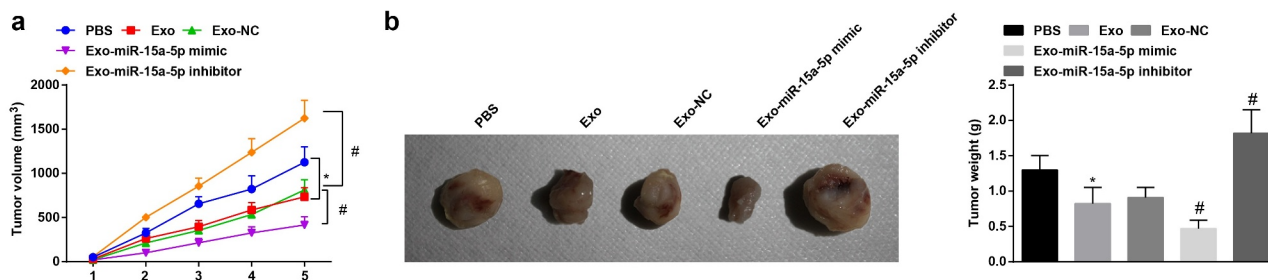 a
PBS Exo Exo-NC
Exo-miR-15a-5p mimic
Exo-miR-15a-5p inhibitor
Tumor volume (mm³)
2000
1500
1000
500
0
1 2 3 4 5
#
*
#
b
PBS
Exo
Exo-NC
Exo-miR-15a-5p mimic
Exo-miR-15a-5p inhibitor
PBS Exo Exo-NC
Exo-miR-15a-5p mimic
Exo-miR-15a-5p inhibitor
Tumor weight (g)
2.5
2.0
1.5
1.0
0.5
0.0
*
#
#